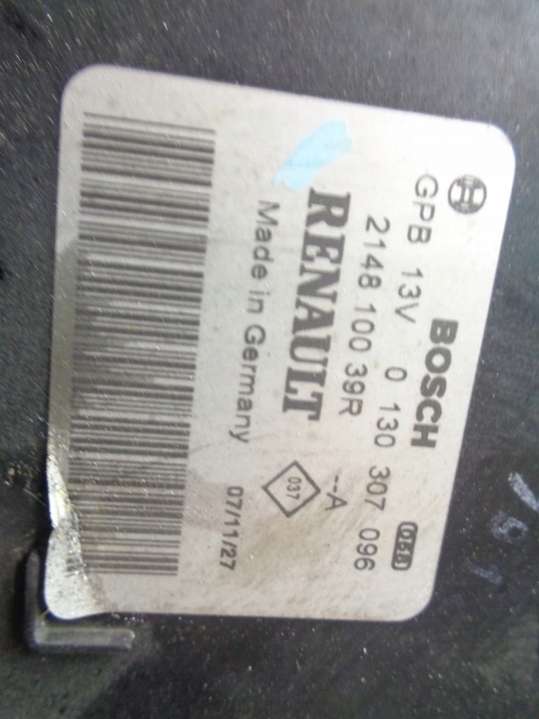 BOSCH
GPB 13V 0 130 307 096
2148 100 39R --A
RENAULT
037
Made in Germany 07/11/27